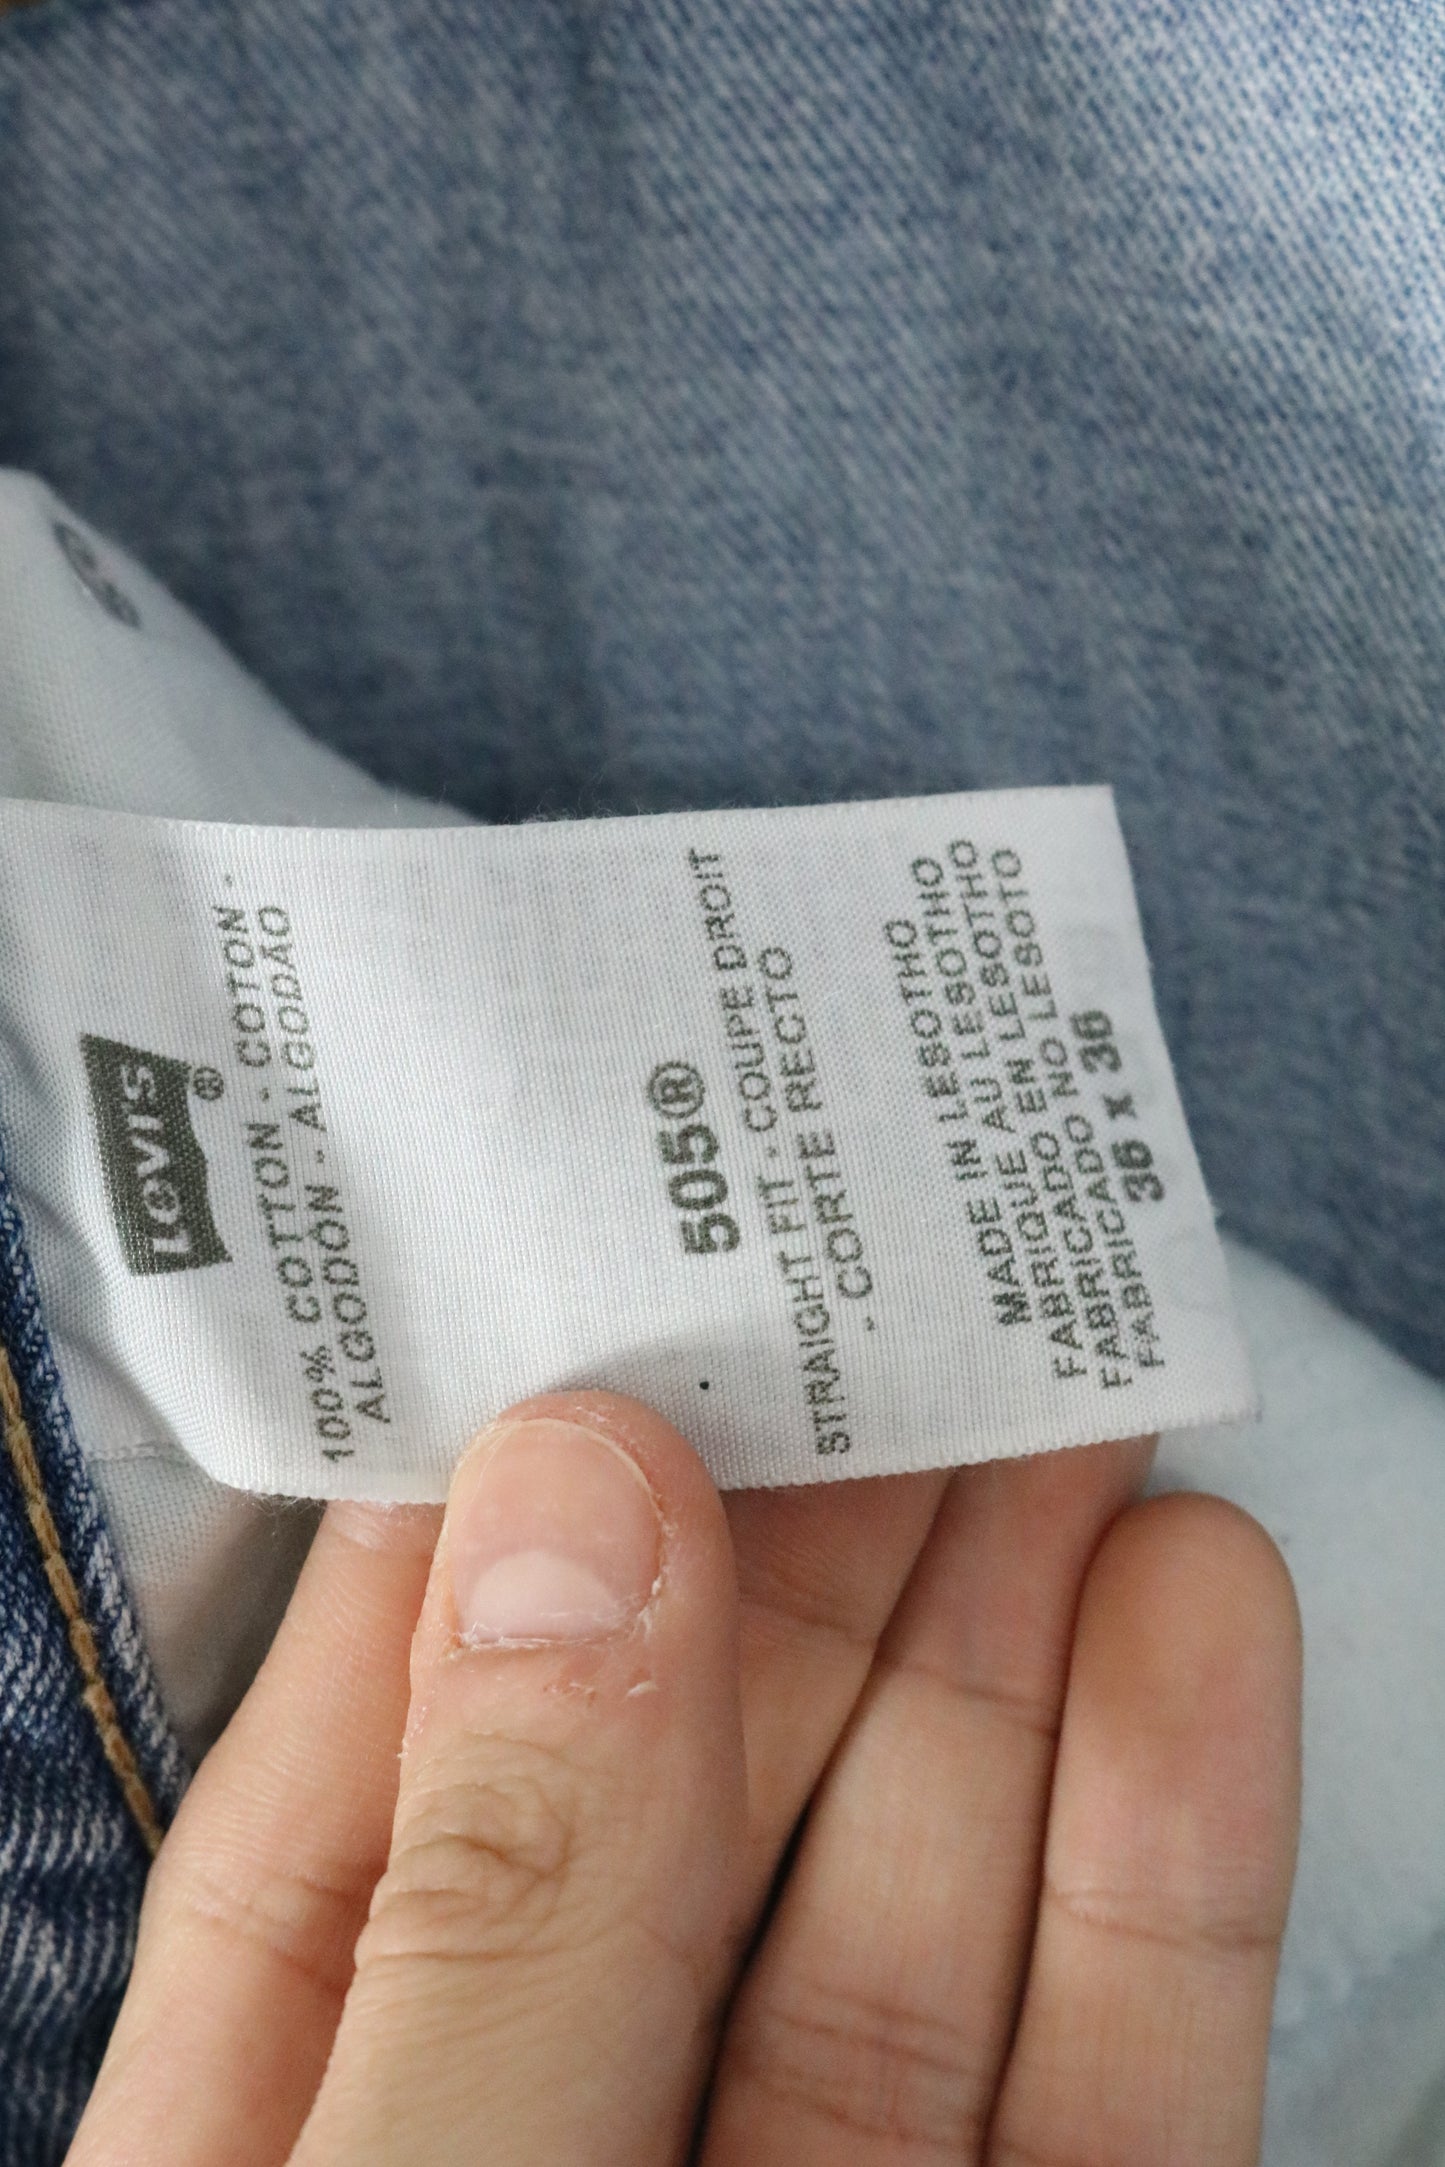 LEVI'S®
100% COTTON - COTON -
ALGODÓN - ALGODÃO
505®
STRAIGHT FIT - COUPE DROIT
- CORTE RECTO
MADE IN LESOTHO
FABRIQUE AU LESOTHO
FABRICADO EN LESOTHO
FABRICADO NO LESOTO
36 X 36